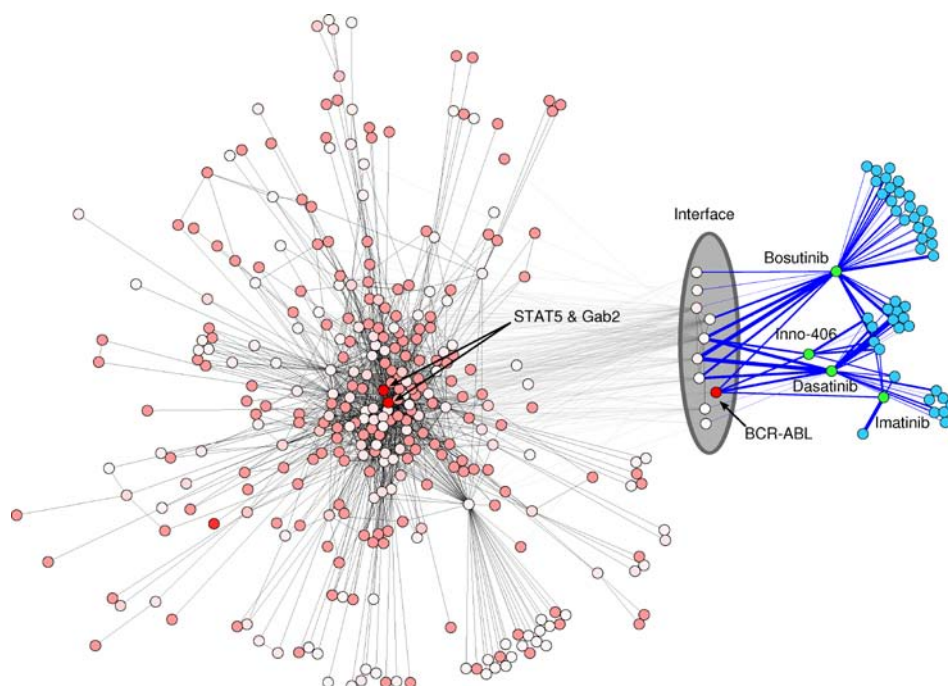 Interface
Bosutinib
STAT5 & Gab2
Inno-406
Dasatinib
Imatinib
BCR-ABL